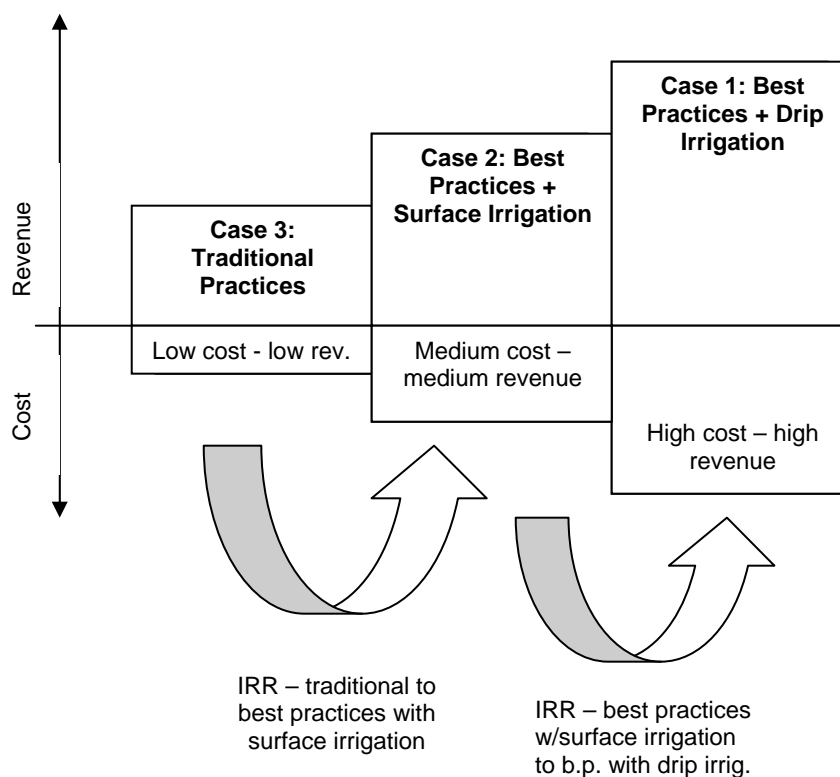 Revenue
Cost
Case 3:
Traditional
Practices
Low cost - low rev.
Case 2: Best
Practices +
Surface Irrigation
Medium cost –
medium revenue
Case 1: Best
Practices + Drip
Irrigation
High cost – high
revenue
IRR – traditional to
best practices with
surface irrigation
IRR – best practices
w/surface irrigation
to b.p. with drip irrig.